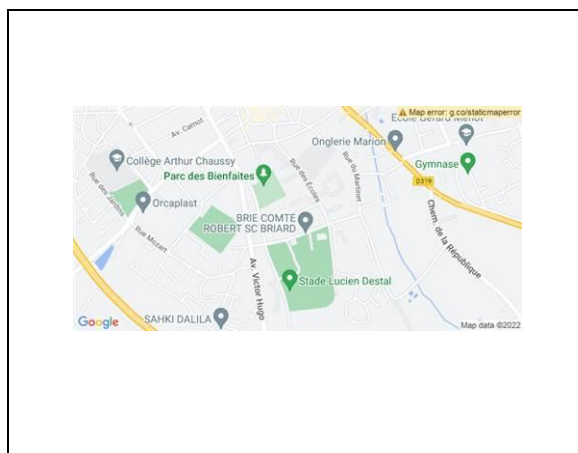 Map error: g.co/staticmaperror
École Gérard Mériot
Av. Carnot
Onglerie Marion
Collège Arthur Chaussy
Rue des Écoles
Rue du Martinet
Gymnase
Parc des Bienfaites
Rue des Jardins
D319
Orcaplast
BRIE COMTE
ROBERT SC BRIARD
Rue Mozart
Chem. de la République
Av. Victor Hugo
Stade Lucien Destal
SAHKI DALILA
Google
Map data ©2022